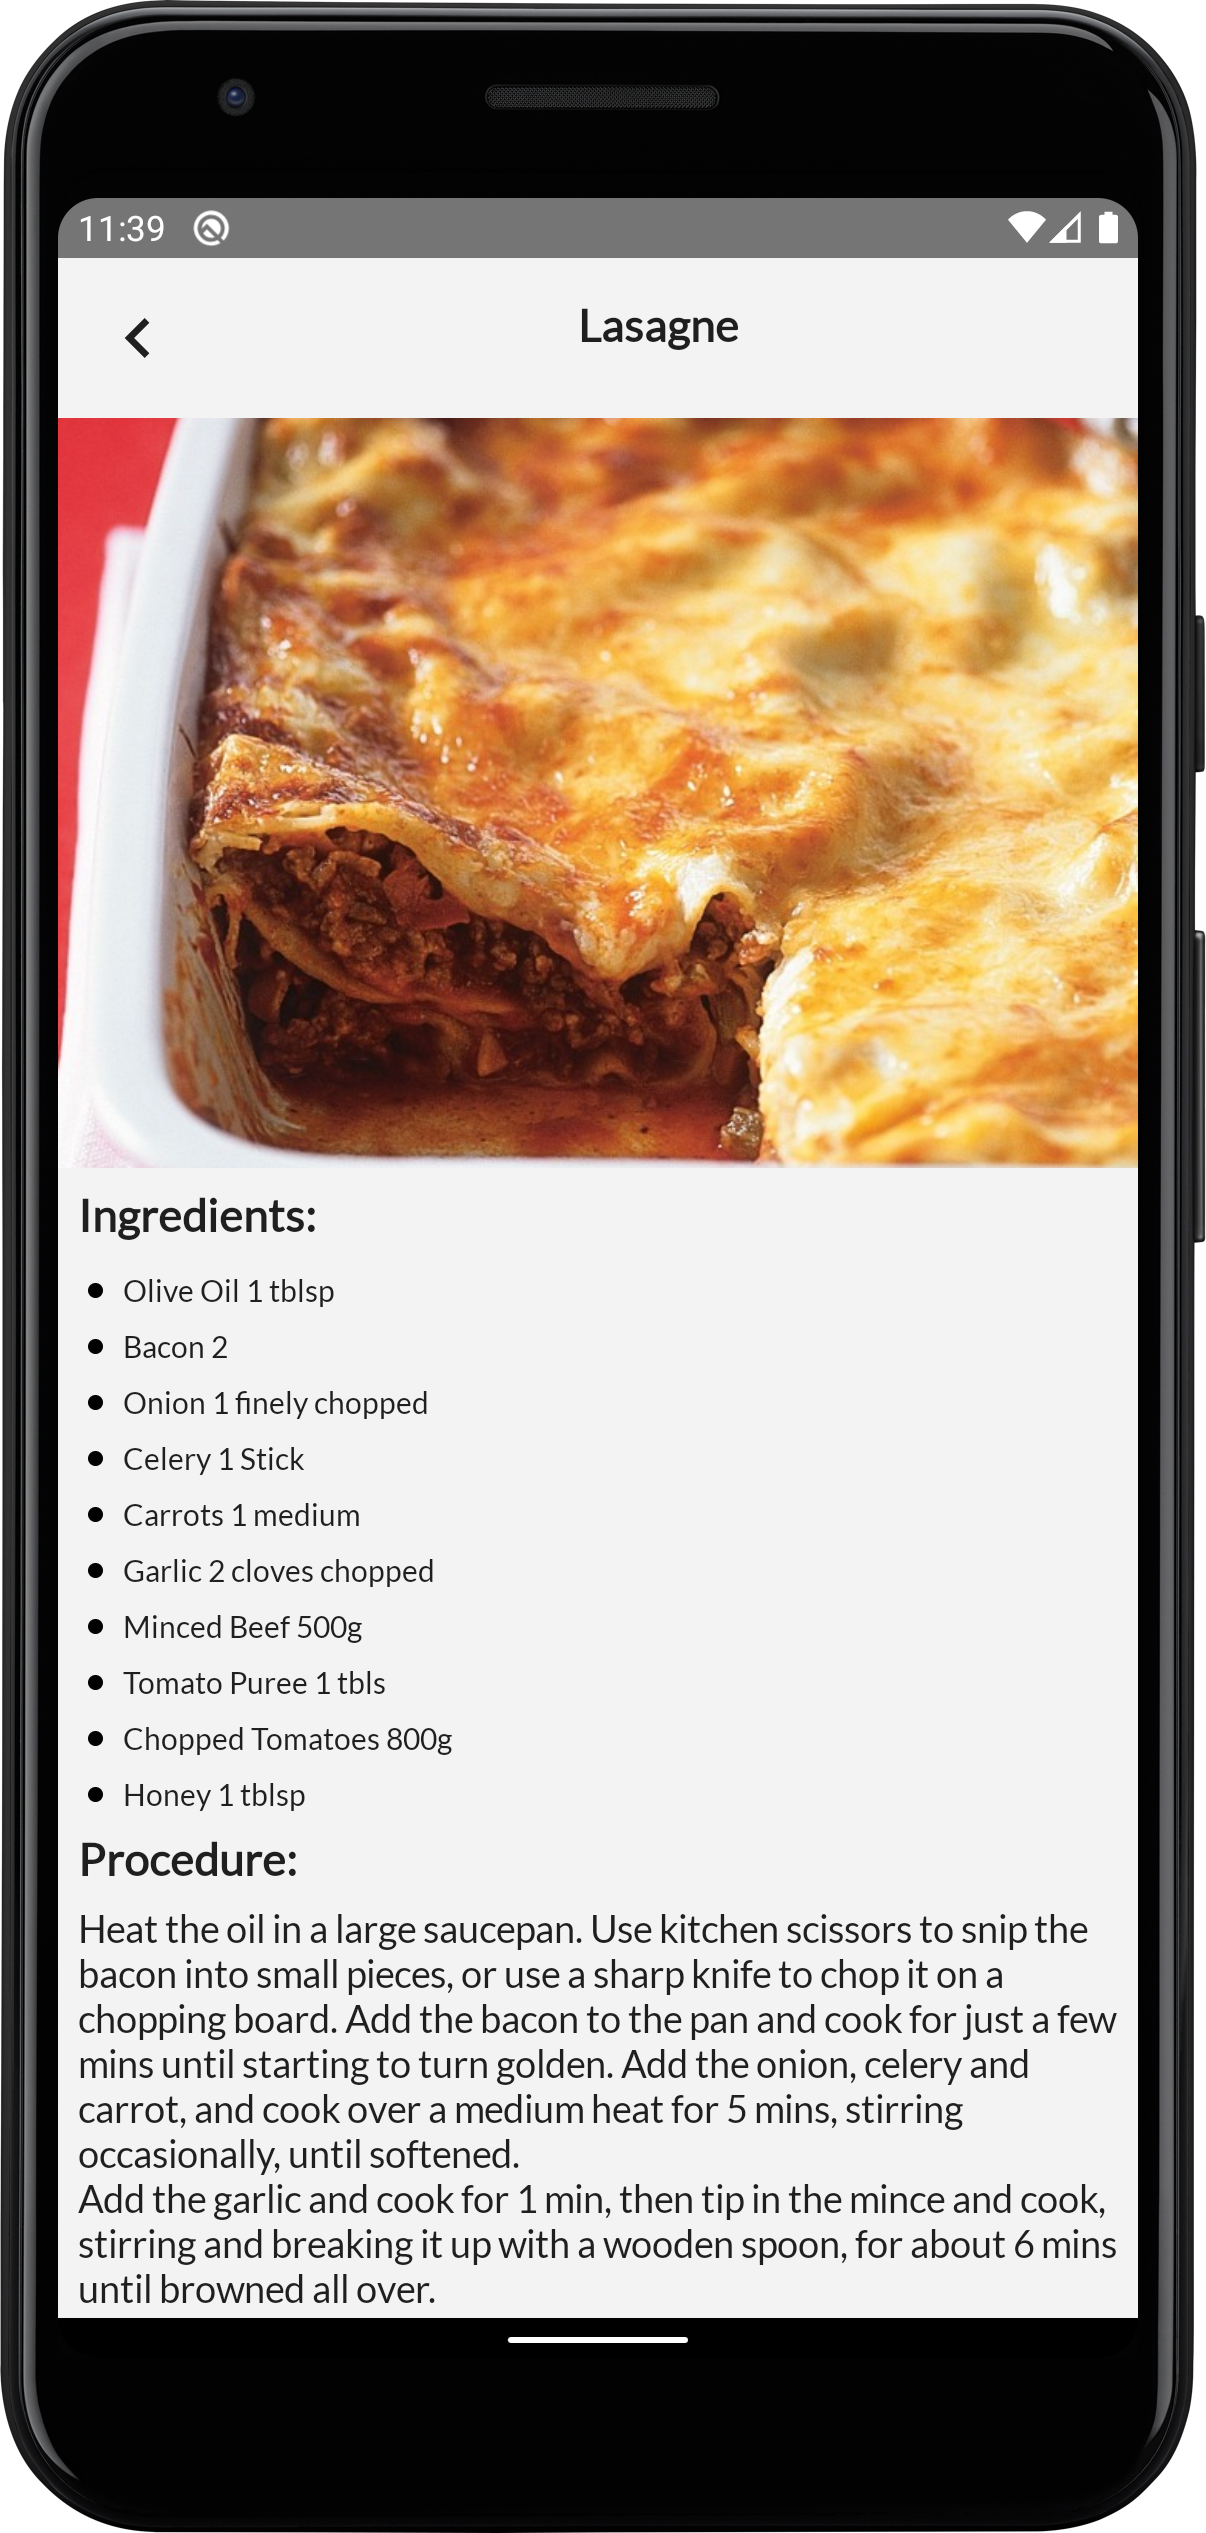 11:39
Lasagne
Ingredients:
Olive Oil 1 tblsp
Bacon 2
Onion 1 finely chopped
Celery 1 Stick
Carrots 1 medium
Garlic 2 cloves chopped
Minced Beef 500g
Tomato Puree 1 tbls
Chopped Tomatoes 800g
Honey 1 tblsp
Procedure:
Heat the oil in a large saucepan. Use kitchen scissors to snip the
bacon into small pieces, or use a sharp knife to chop it on a
chopping board. Add the bacon to the pan and cook for just a few
mins until starting to turn golden. Add the onion, celery and
carrot, and cook over a medium heat for 5 mins, stirring
occasionally, until softened.
Add the garlic and cook for 1 min, then tip in the mince and cook,
stirring and breaking it up with a wooden spoon, for about 6 mins
until browned all over.